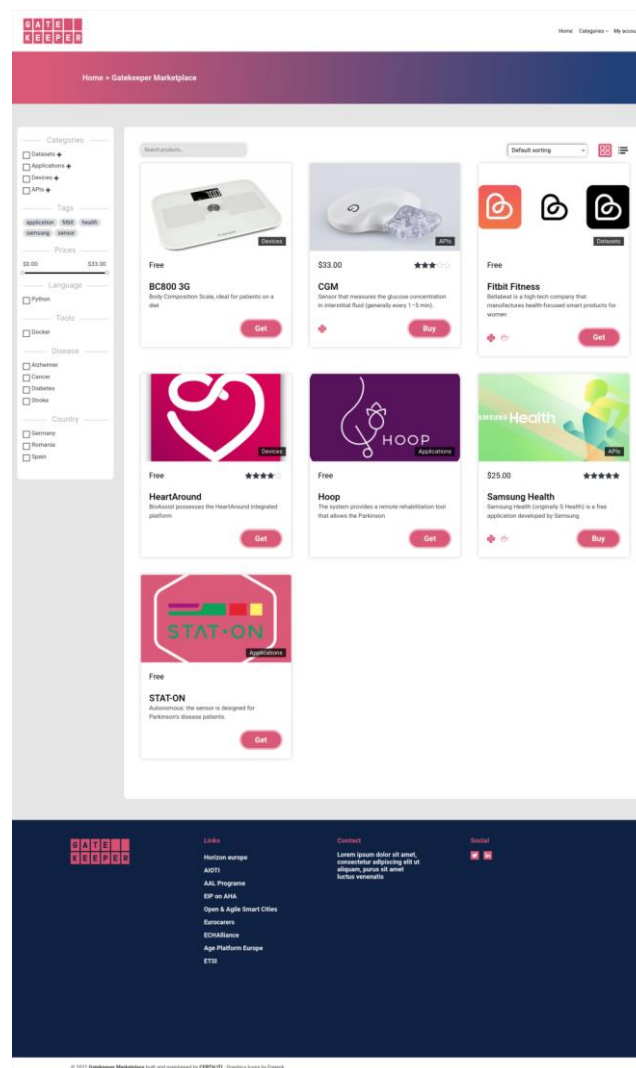 GATE
KEEPER
Home Categories My accou
Home > Gatekeeper Marketplace
Categories
Datasets +
Applications +
Devices +
APIs +
Tags
application fitbit health
samsung sensor
Prices
$0.00 $33.00
Language
Python
Tools
Docker
Disease
Alzheimer
Cancer
Diabetes
Stroke
Country
Germany
Romania
Spain
Search products...
Default sorting
Devices
Free
BC800 3G
Body Composition Scale, ideal for patients on a
diet
Get
APIs
$33.00
CGM
Sensor that measures the glucose concentration
in interstitial fluid (generally every 1–5 min).
Buy
Datasets
Free
Fitbit Fitness
Bellabeat is a high-tech company that
manufactures health-focused smart products for
women
Get
Devices
Free
HeartAround
BioAssist possesses the HeartAround integrated
platform
Get
HOOP
Applications
Free
Hoop
The system provides a remote rehabilitation tool
that allows the Parkinson
Get
SAMSUNG Health
APIs
$25.00
Samsung Health
Samsung Health (originally S Health) is a free
application developed by Samsung
Buy
STAT-ON
Applications
Free
STAT-ON
Autonomous: the sensor is designed for
Parkinson's disease patients.
Get
GATE
KEEPER
Links
Horizon europe
AIOTI
AAL Programe
EIP on AHA
Open & Agile Smart Cities
Eurocarers
ECHAlliance
Age Platform Europe
ETSI
Contact
Lorem ipsum dolor sit amet,
consectetur adipiscing elit ut
aliquam, purus sit amet
luctus venenatis
Social
Gatekeeper Marketplace built and maintained by CERTH ITI